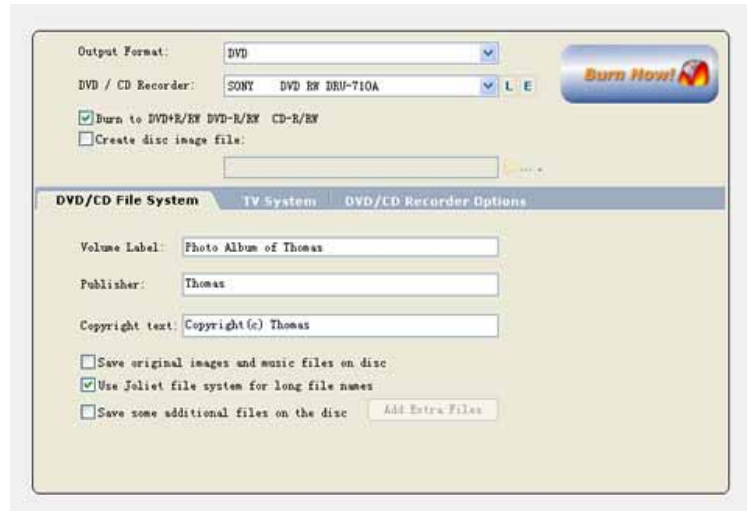 Output Format: DVD
Burn Now!
DVD / CD Recorder: SONY DVD RW DRU-710A L E
Burn to DVD+R/RW DVD-R/RW CD-R/RW
Create disc image file:
... .
DVD/CD File System TV System DVD/CD Recorder Options
Volume Label: Photo Album of Thomas
Publisher: Thomas
Copyright text: Copyright(c) Thomas
Save original images and music files on disc
Use Joliet file system for long file names
Save some additional files on the disc Add Extra Files